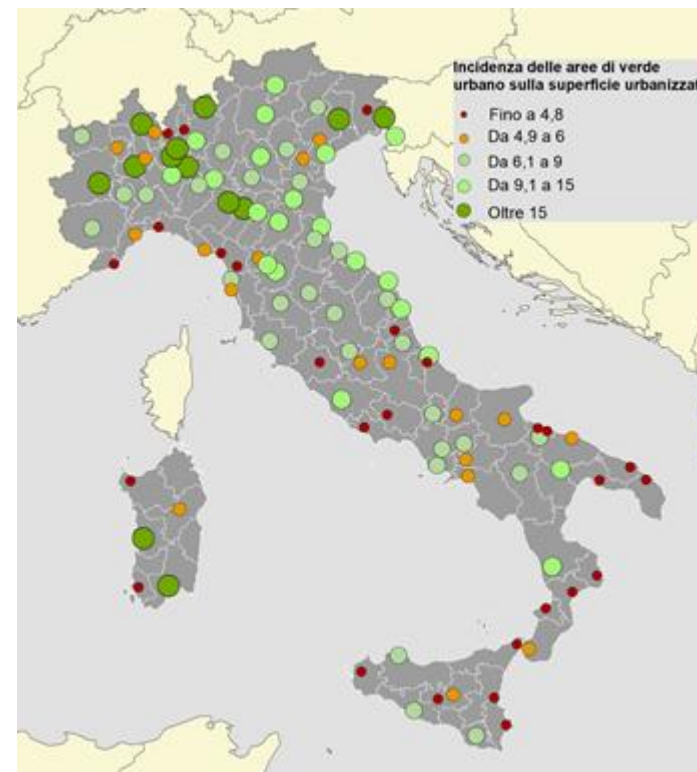 Incidenza delle aree di verde
urbano sulla superficie urbanizzat
Fino a 4,8
Da 4,9 a 6
Da 6,1 a 9
Da 9,1 a 15
Oltre 15